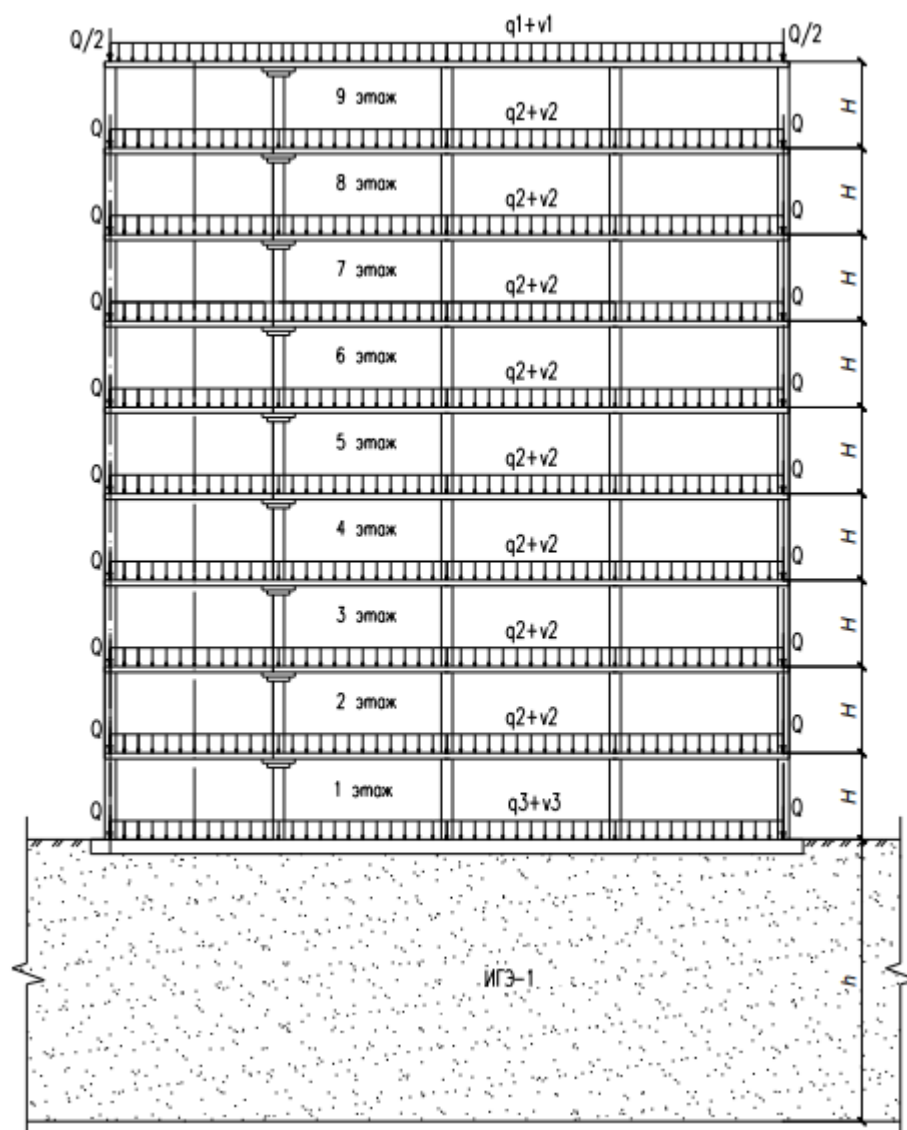 q1+v1
Q/2 Q/2
9 этаж
H
q2+v2
Q Q
8 этаж
H
q2+v2
Q Q
7 этаж
H
q2+v2
Q Q
6 этаж
H
q2+v2
Q Q
5 этаж
H
q2+v2
Q Q
4 этаж
H
q2+v2
Q Q
3 этаж
H
q2+v2
Q Q
2 этаж
H
q2+v2
Q Q
1 этаж
H
q3+v3
Q Q
ИГЭ-1
h